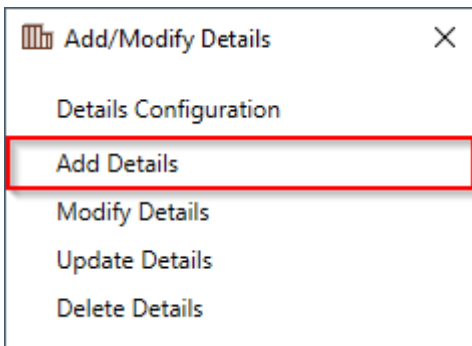 Add/Modify Details
Details Configuration
Add Details
Modify Details
Update Details
Delete Details